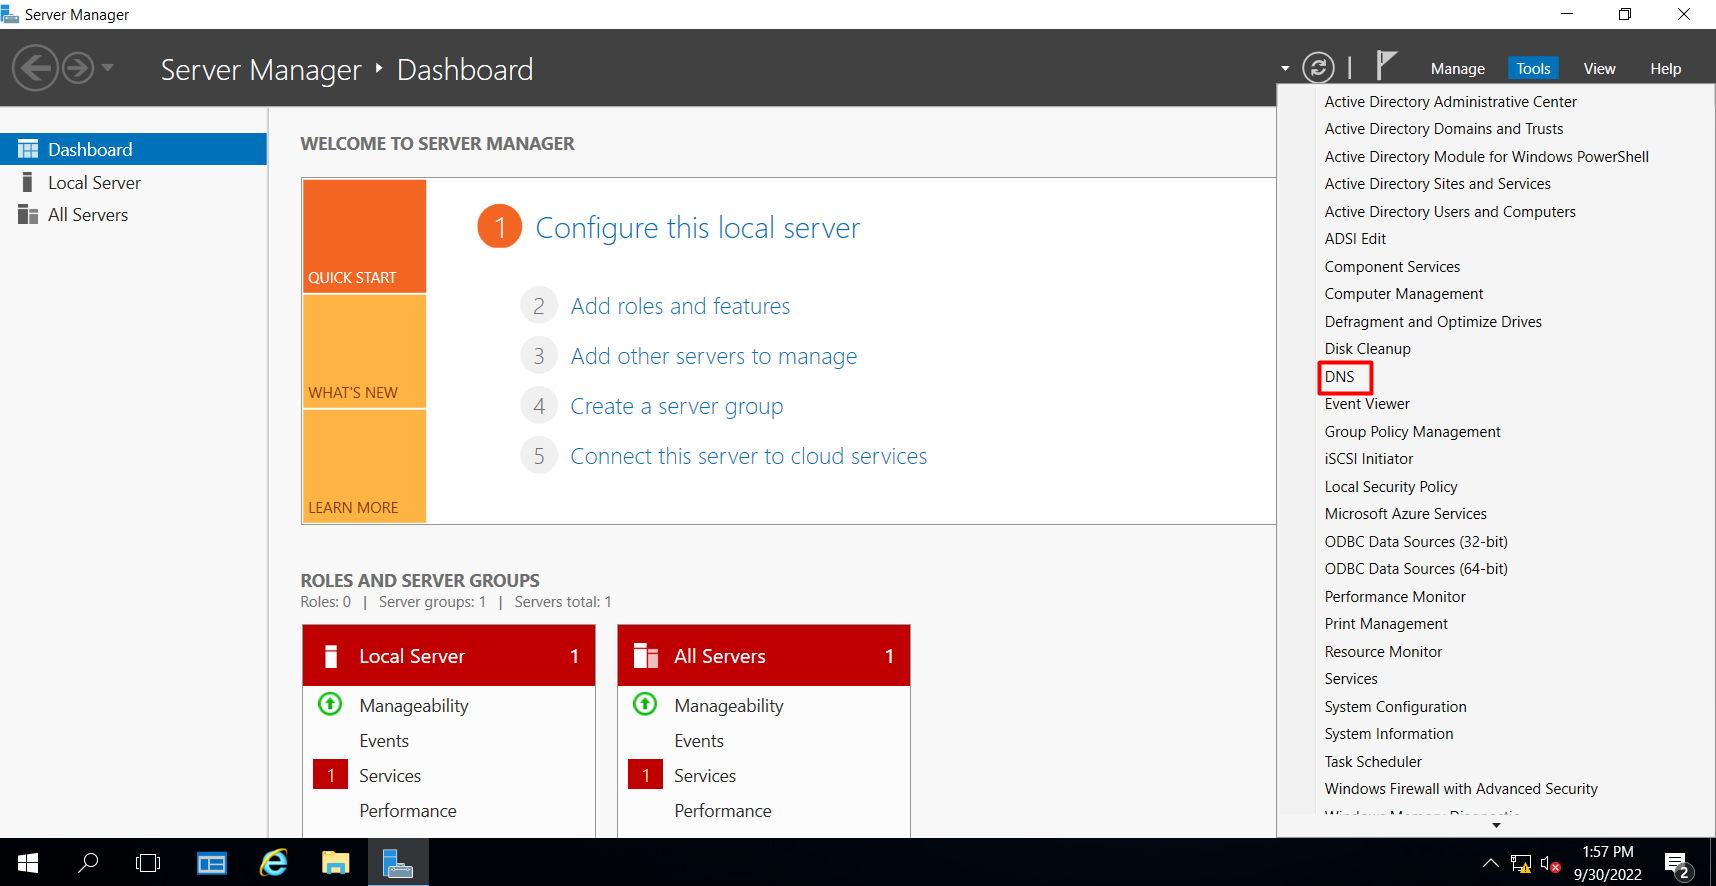 Server Manager
Server Manager ‣ Dashboard
Manage
Tools
View
Help
Dashboard
Local Server
All Servers
WELCOME TO SERVER MANAGER
QUICK START
WHAT'S NEW
LEARN MORE
1 Configure this local server
2 Add roles and features
3 Add other servers to manage
4 Create a server group
5 Connect this server to cloud services
ROLES AND SERVER GROUPS
Roles: 0 | Server groups: 1 | Servers total: 1
Local Server 1
Manageability
Events
1 Services
Performance
All Servers 1
Manageability
Events
1 Services
Performance
Active Directory Administrative Center
Active Directory Domains and Trusts
Active Directory Module for Windows PowerShell
Active Directory Sites and Services
Active Directory Users and Computers
ADSI Edit
Component Services
Computer Management
Defragment and Optimize Drives
Disk Cleanup
DNS
Event Viewer
Group Policy Management
iSCSI Initiator
Local Security Policy
Microsoft Azure Services
ODBC Data Sources (32-bit)
ODBC Data Sources (64-bit)
Performance Monitor
Print Management
Resource Monitor
Services
System Configuration
System Information
Task Scheduler
Windows Firewall with Advanced Security
Windows Memory Diagnostic
1:57 PM
9/30/2022
2